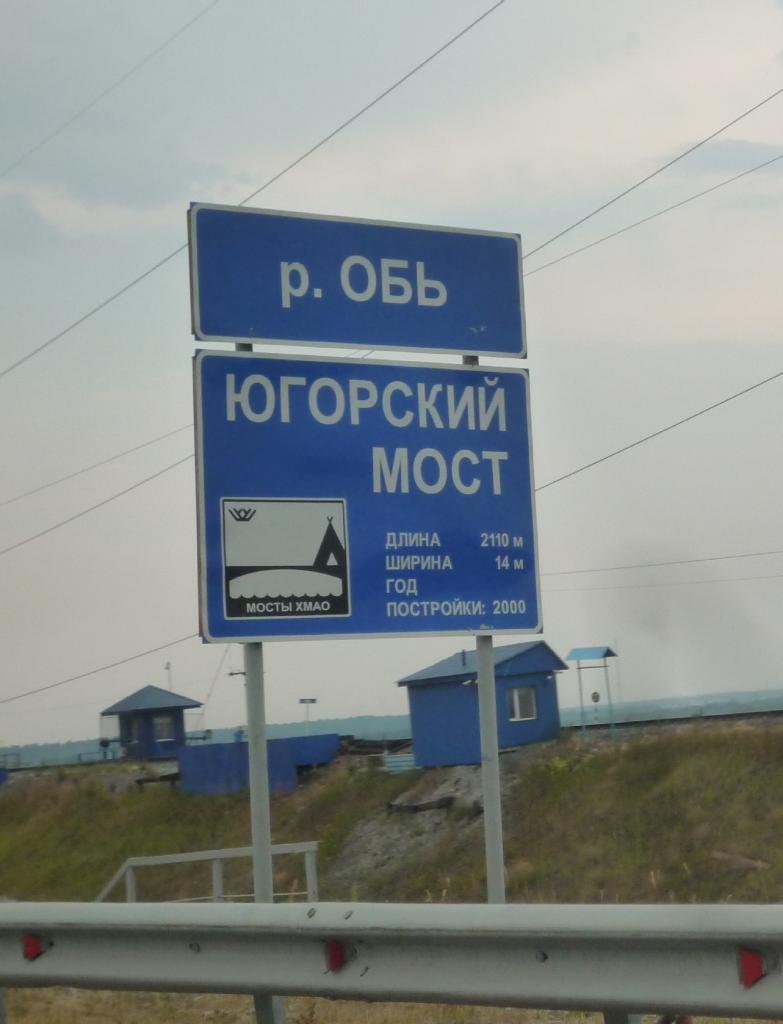 р. ОБЬ
ЮГОРСКИЙ
МОСТ
ДЛИНА 2110 м
ШИРИНА 14 м
ГОД
ПОСТРОЙКИ: 2000
МОСТЫ ХМАО